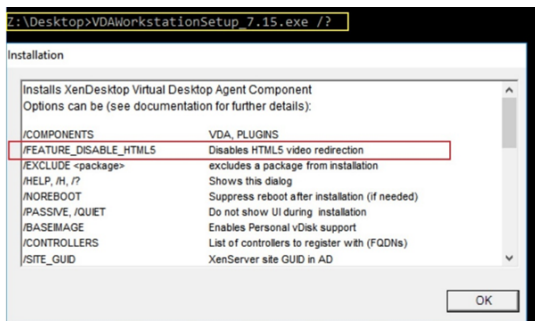 Z:\Desktop>VDAWorkstationSetup_7.15.exe /?
Installation
Installs XenDesktop Virtual Desktop Agent Component
Options can be (see documentation for further details):
/COMPONENTS VDA, PLUGINS
/FEATURE_DISABLE_HTML5 Disables HTML5 video redirection
/EXCLUDE <package> excludes a package from installation
/HELP, /H, /? Shows this dialog
/NOREBOOT Suppress reboot after installation (if needed)
/PASSIVE, /QUIET Do not show UI during installation
/BASEIMAGE Enables Personal vDisk support
/CONTROLLERS List of controllers to register with (FQDNs)
/SITE_GUID XenServer site GUID in AD
OK